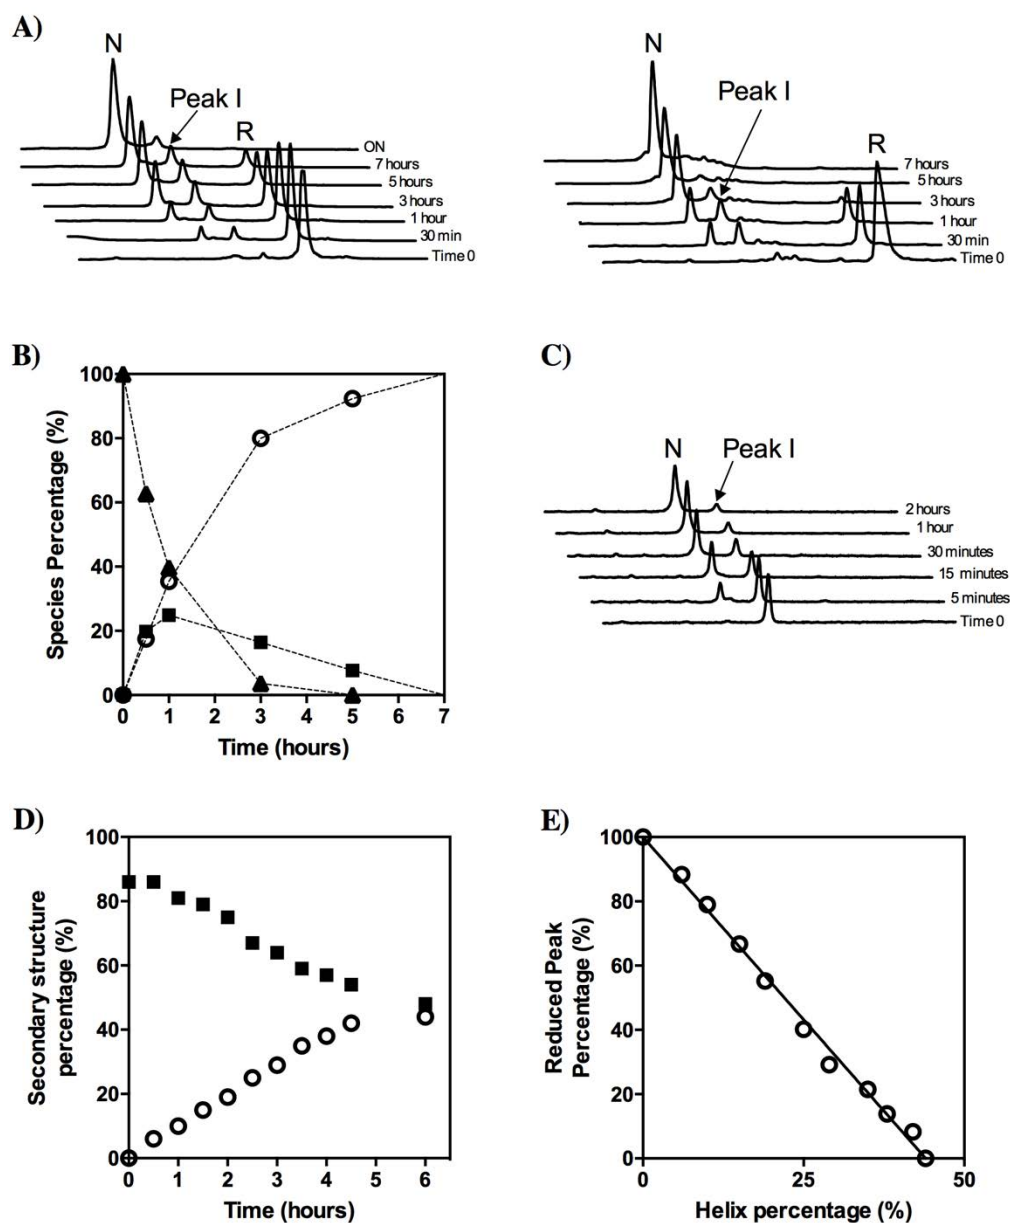 A)
N
Peak I
R
ON
7 hours
5 hours
3 hours
1 hour
30 min
Time 0
N
Peak I
R
7 hours
5 hours
3 hours
1 hour
30 min
Time 0
B)
Species Percentage (%)
100
80
60
40
20
0
0 1 2 3 4 5 6 7
Time (hours)
C)
N
Peak I
2 hours
1 hour
30 minutes
15 minutes
5 minutes
Time 0
D)
Secondary structure
percentage (%)
100
80
60
40
20
0
0 1 2 3 4 5 6
Time (hours)
E)
Reduced Peak
Percentage (%)
100
80
60
40
20
0
0 25 50
Helix percentage (%)